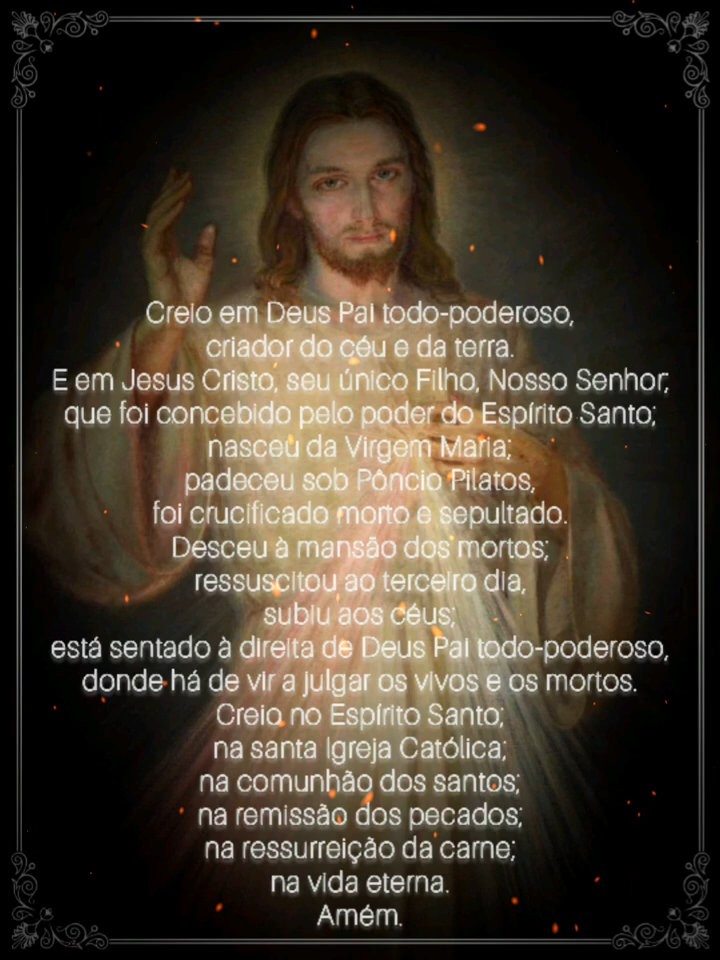 Creio em Deus Pai todo-poderoso,
criador do céu e da terra.
E em Jesus Cristo, seu único Filho, Nosso Senhor;
que foi concebido pelo poder do Espírito Santo;
nasceu da Virgem Maria;
padeceu sob Pôncio Pilatos,
foi crucificado morto e sepultado.
Desceu à mansão dos mortos;
ressuscitou ao terceiro dia,
subiu aos céus;
está sentado à direita de Deus Pai todo-poderoso,
donde há de vir a julgar os vivos e os mortos.
Creio no Espírito Santo;
na santa Igreja Católica;
na comunhão dos santos;
na remissão dos pecados;
na ressurreição da carne;
na vida eterna.
Amém.